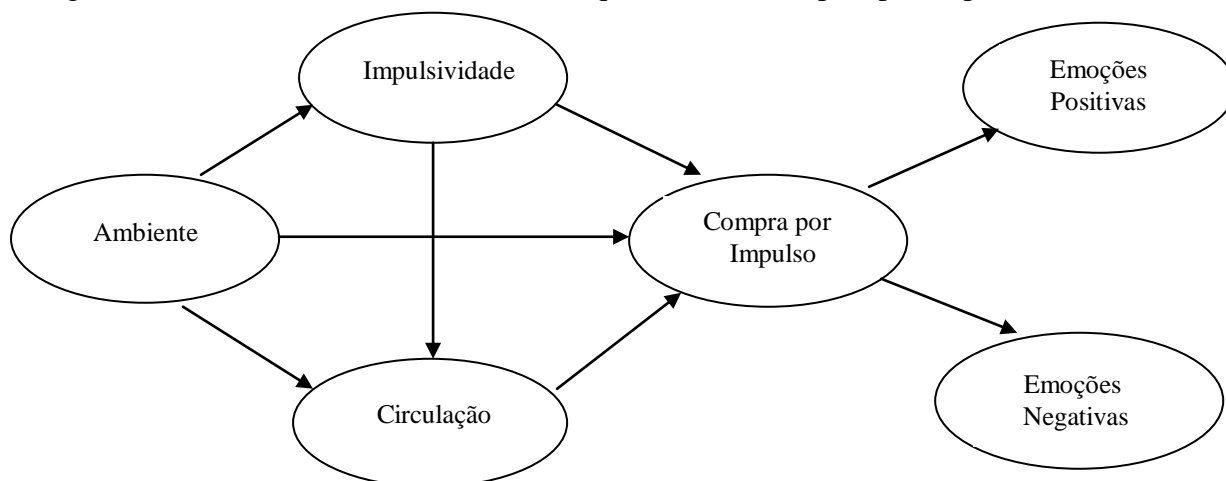 Impulsividade
Emoções
Positivas
Ambiente
Compra por
Impulso
Circulação
Emoções
Negativas